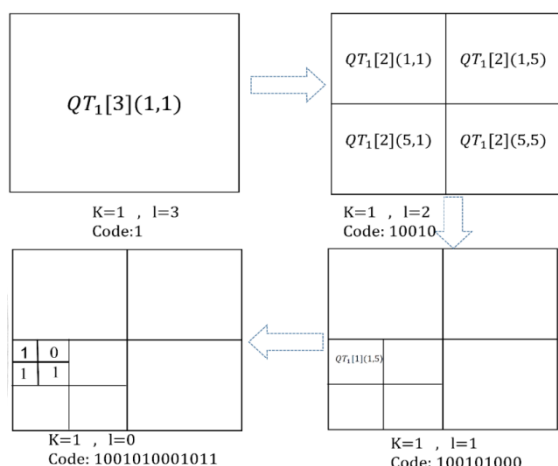 QT₁[3](1,1)
K=1 , l=3
Code:1
QT₁[2](1,1) QT₁[2](1,5)
QT₁[2](5,1) QT₁[2](5,5)
K=1 , l=2
Code: 10010
1 0
1 1
K=1 , l=0
Code: 1001010001011
QT₁[1](1,5)
K=1 , l=1
Code: 100101000